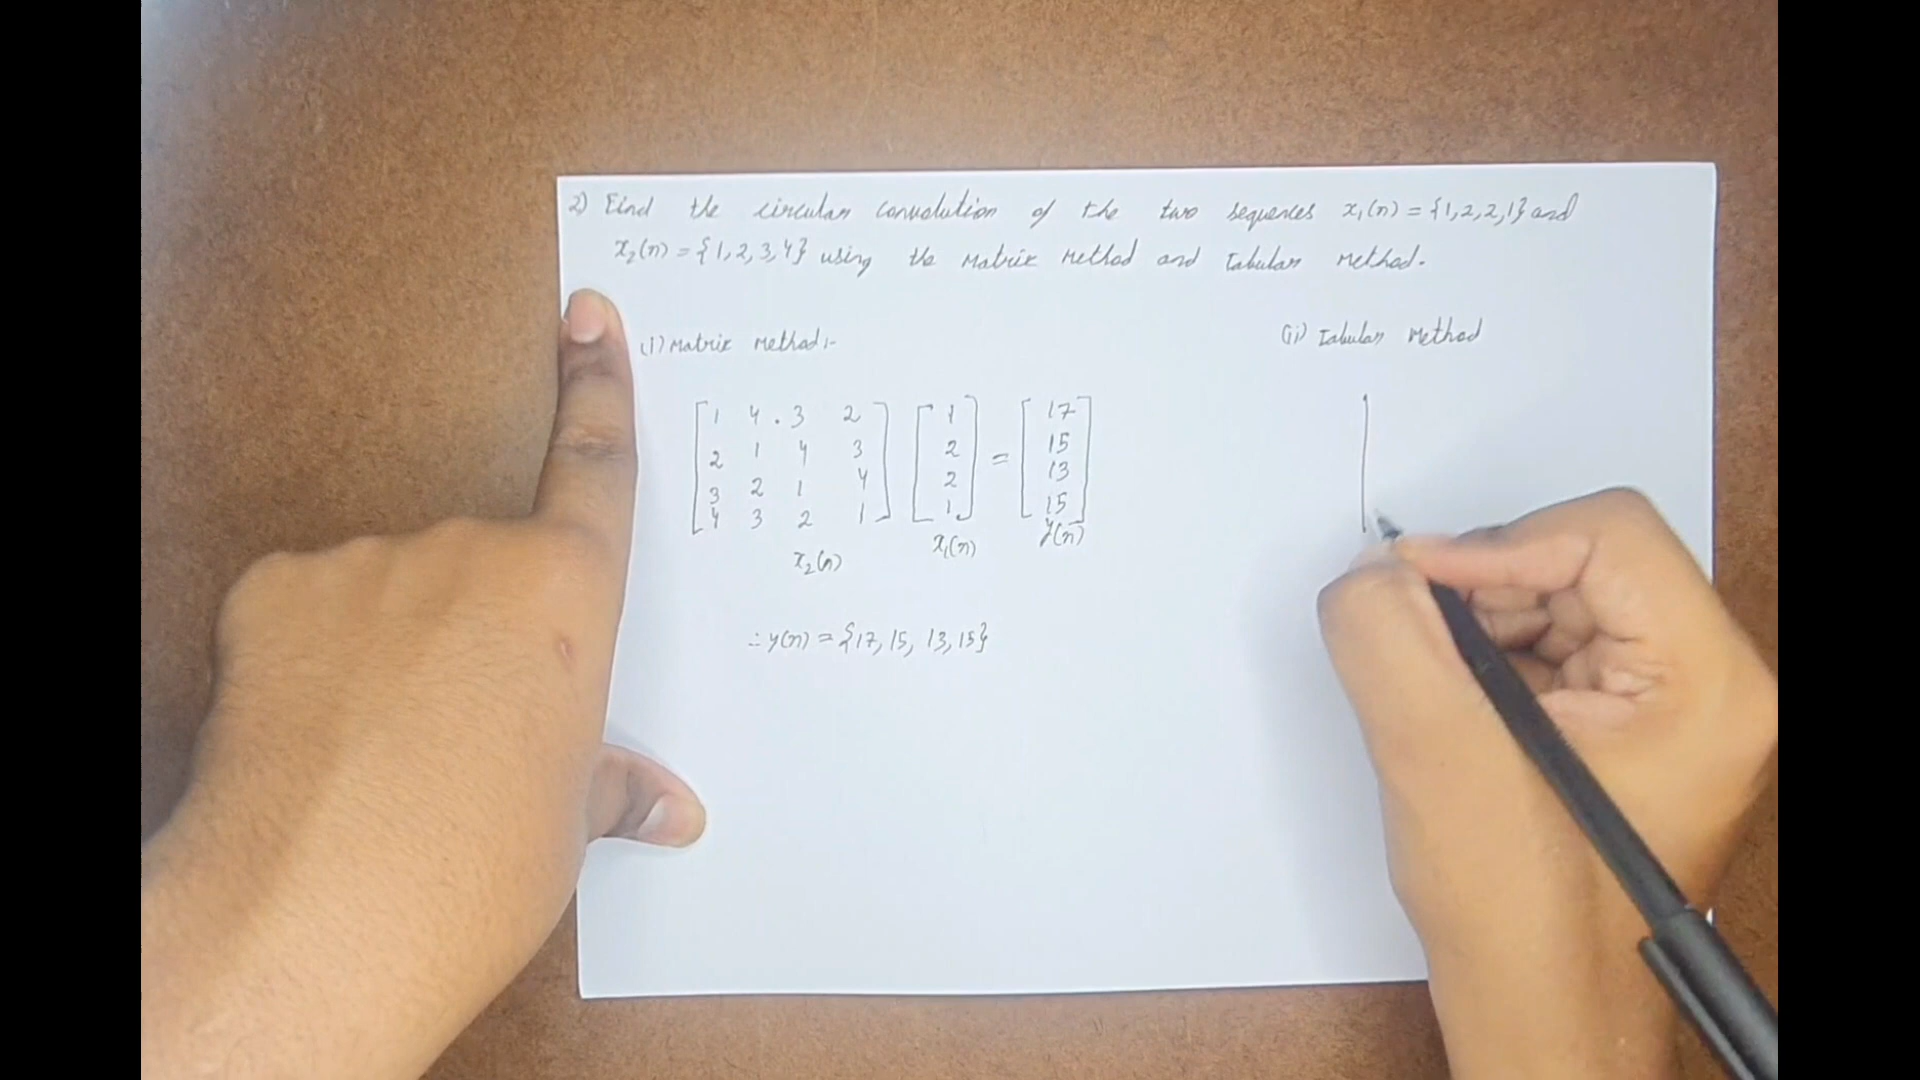 2) Find the circular convolution of the two sequences x₁(n) = {1,2,2,1} and
x₂(n) = {1,2,3,4} using the Matrix Method and Tabular Method.
(i) Matrix Method:-
(ii) Tabular Method
[1 4 . 3 2] [1] [17]
[2 1 4 3] [2] = [15]
[3 2 1 4] [2] [13]
[4 3 2 1] [1] [15]
x₂(n) x₁(n) y(n)
∴ y(n) = {17, 15, 13, 15}